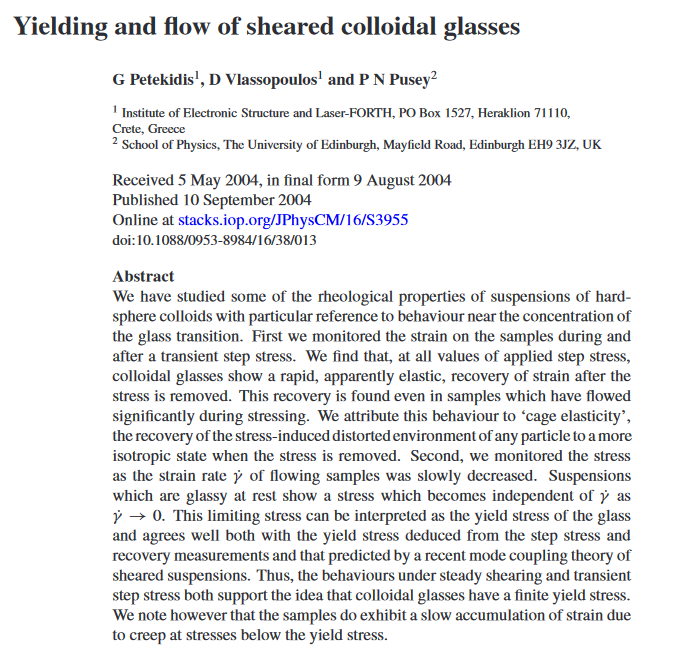 Yielding and flow of sheared colloidal glasses
G Petekidis¹, D Vlassopoulos¹ and P N Pusey²
¹ Institute of Electronic Structure and Laser-FORTH, PO Box 1527, Heraklion 71110,
Crete, Greece
² School of Physics, The University of Edinburgh, Mayfield Road, Edinburgh EH9 3JZ, UK
Received 5 May 2004, in final form 9 August 2004
Published 10 September 2004
Online at stacks.iop.org/JPhysCM/16/S3955
doi:10.1088/0953-8984/16/38/013
Abstract
We have studied some of the rheological properties of suspensions of hard-
sphere colloids with particular reference to behaviour near the concentration of
the glass transition. First we monitored the strain on the samples during and
after a transient step stress. We find that, at all values of applied step stress,
colloidal glasses show a rapid, apparently elastic, recovery of strain after the
stress is removed. This recovery is found even in samples which have flowed
significantly during stressing. We attribute this behaviour to ‘cage elasticity’,
the recovery of the stress-induced distorted environment of any particle to a more
isotropic state when the stress is removed. Second, we monitored the stress
as the strain rate γ̇ of flowing samples was slowly decreased. Suspensions
which are glassy at rest show a stress which becomes independent of γ̇ as
γ̇ → 0. This limiting stress can be interpreted as the yield stress of the glass
and agrees well both with the yield stress deduced from the step stress and
recovery measurements and that predicted by a recent mode coupling theory of
sheared suspensions. Thus, the behaviours under steady shearing and transient
step stress both support the idea that colloidal glasses have a finite yield stress.
We note however that the samples do exhibit a slow accumulation of strain due
to creep at stresses below the yield stress.